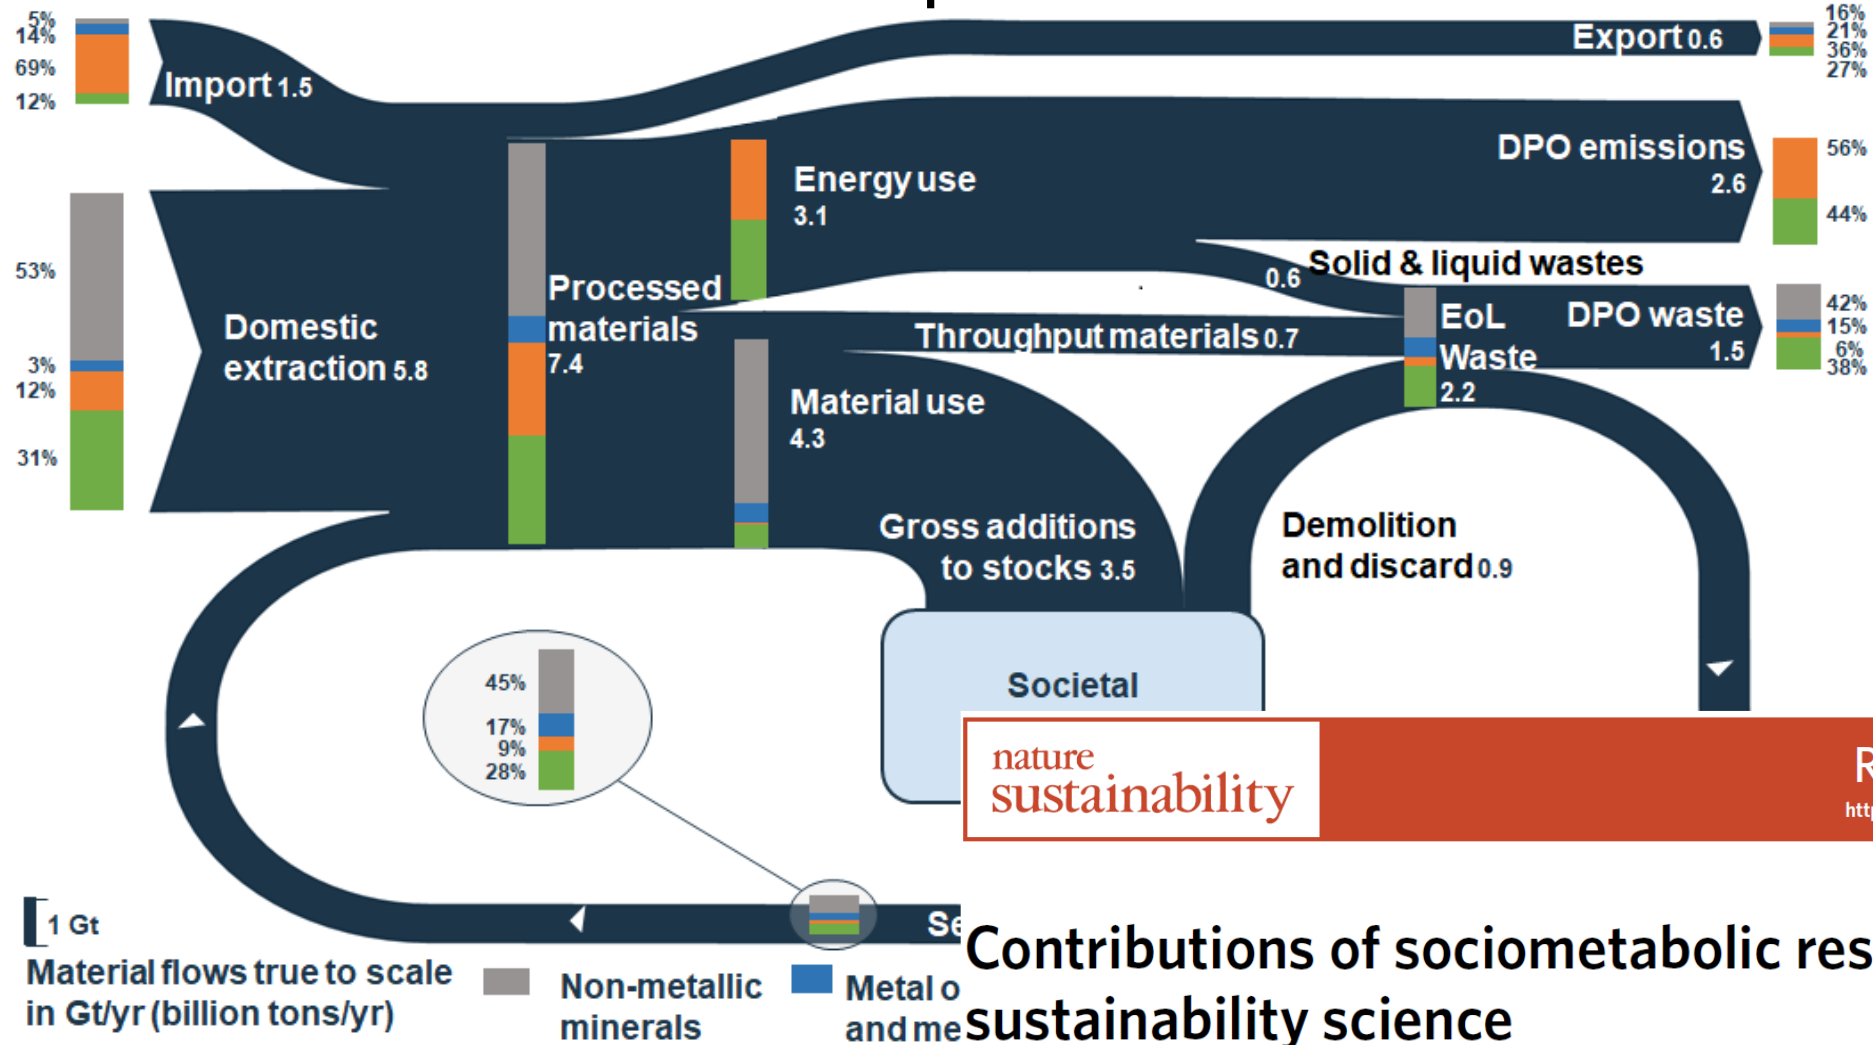 5%
14%
69%
12%
Import 1.5
Export 0.6
16%
21%
36%
27%
53%
3%
12%
31%
Domestic
extraction 5.8
Processed
materials
7.4
Energy use
3.1
DPO emissions
2.6
56%
44%
0.6
Solid & liquid wastes
Throughput materials 0.7
EoL
Waste
2.2
DPO waste
1.5
42%
15%
6%
38%
Material use
4.3
Gross additions
to stocks 3.5
Demolition
and discard 0.9
Societal
45%
17%
9%
28%
1 Gt
Material flows true to scale
in Gt/yr (billion tons/yr)
Non-metallic
minerals
Metal
and
nature
sustainability
Contributions of sociometabolic
sustainability science